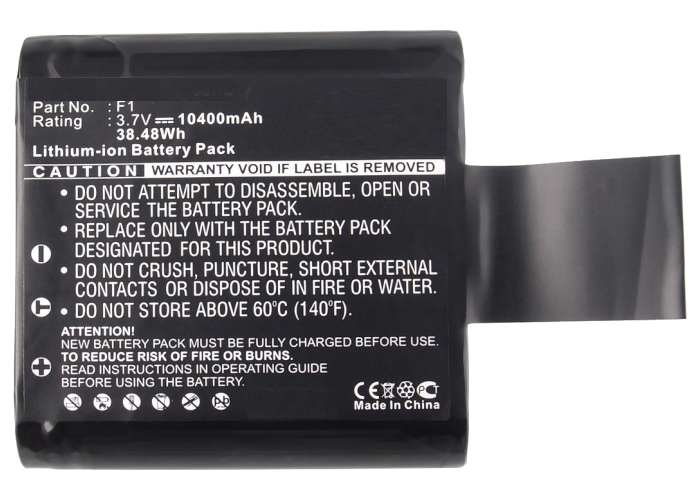 Part No. : F1
Rating : 3.7V 10400mAh
38.48Wh
Lithium-ion Battery Pack
CAUTION WARRANTY VOID IF LABEL IS REMOVED
• DO NOT ATTEMPT TO DISASSEMBLE, OPEN OR
SERVICE THE BATTERY PACK.
• REPLACE ONLY WITH THE BATTERY PACK
DESIGNATED FOR THIS PRODUCT.
• DO NOT CRUSH, PUNCTURE, SHORT EXTERNAL
CONTACTS OR DISPOSE OF IN FIRE OR WATER.
• DO NOT STORE ABOVE 60°C (140°F).
ATTENTION!
NEW BATTERY PACK MUST BE FULLY CHARGED BEFORE USE.
TO REDUCE RISK OF FIRE OR BURNS.
READ INSTRUCTIONS IN OPERATING GUIDE
BEFORE USING THE BATTERY.
CE
Made In China